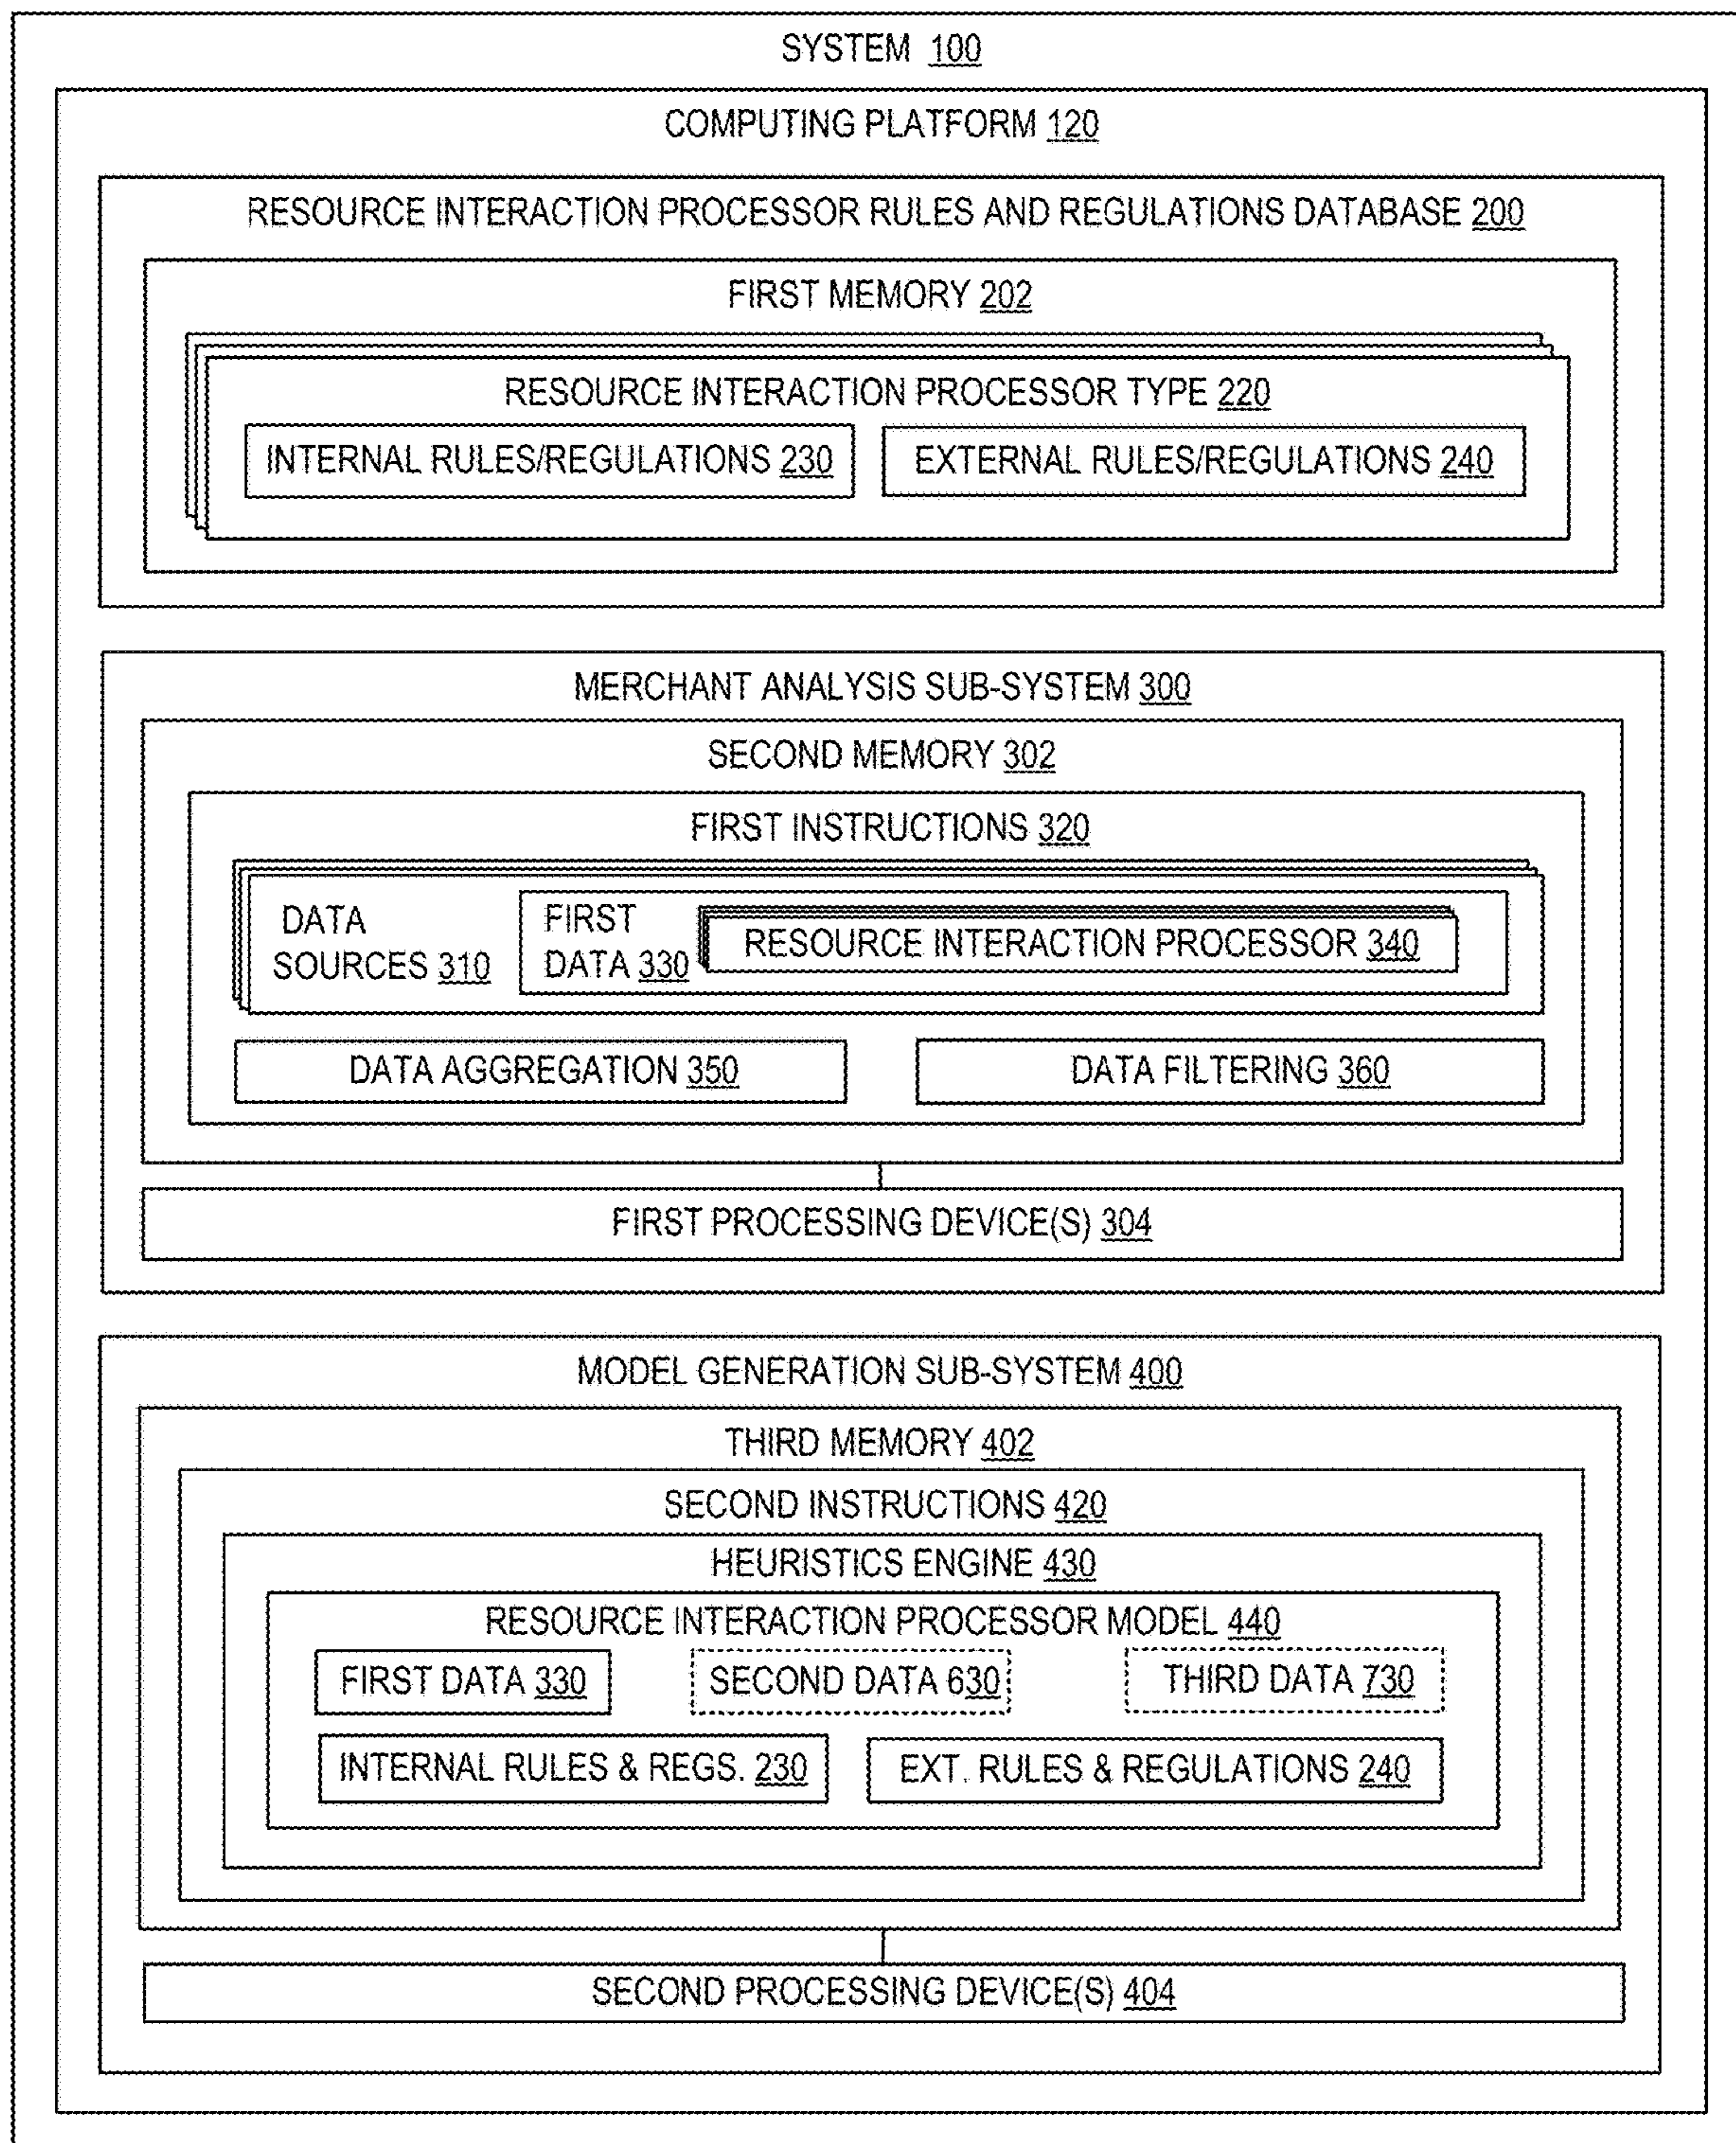 SYSTEM 100
COMPUTING PLATFORM 120
RESOURCE INTERACTION PROCESSOR RULES AND REGULATIONS DATABASE 200
FIRST MEMORY 202
RESOURCE INTERACTION PROCESSOR TYPE 220
INTERNAL RULES/REGULATIONS 230
EXTERNAL RULES/REGULATIONS 240
MERCHANT ANALYSIS SUB-SYSTEM 300
SECOND MEMORY 302
FIRST INSTRUCTIONS 320
DATA
SOURCES 310
FIRST
DATA 330
RESOURCE INTERACTION PROCESSOR 340
DATA AGGREGATION 350
DATA FILTERING 360
FIRST PROCESSING DEVICE(S) 304
MODEL GENERATION SUB-SYSTEM 400
THIRD MEMORY 402
SECOND INSTRUCTIONS 420
HEURISTICS ENGINE 430
RESOURCE INTERACTION PROCESSOR MODEL 440
FIRST DATA 330
SECOND DATA 630
THIRD DATA 730
INTERNAL RULES & REGS. 230
EXT. RULES & REGULATIONS 240
SECOND PROCESSING DEVICE(S) 404